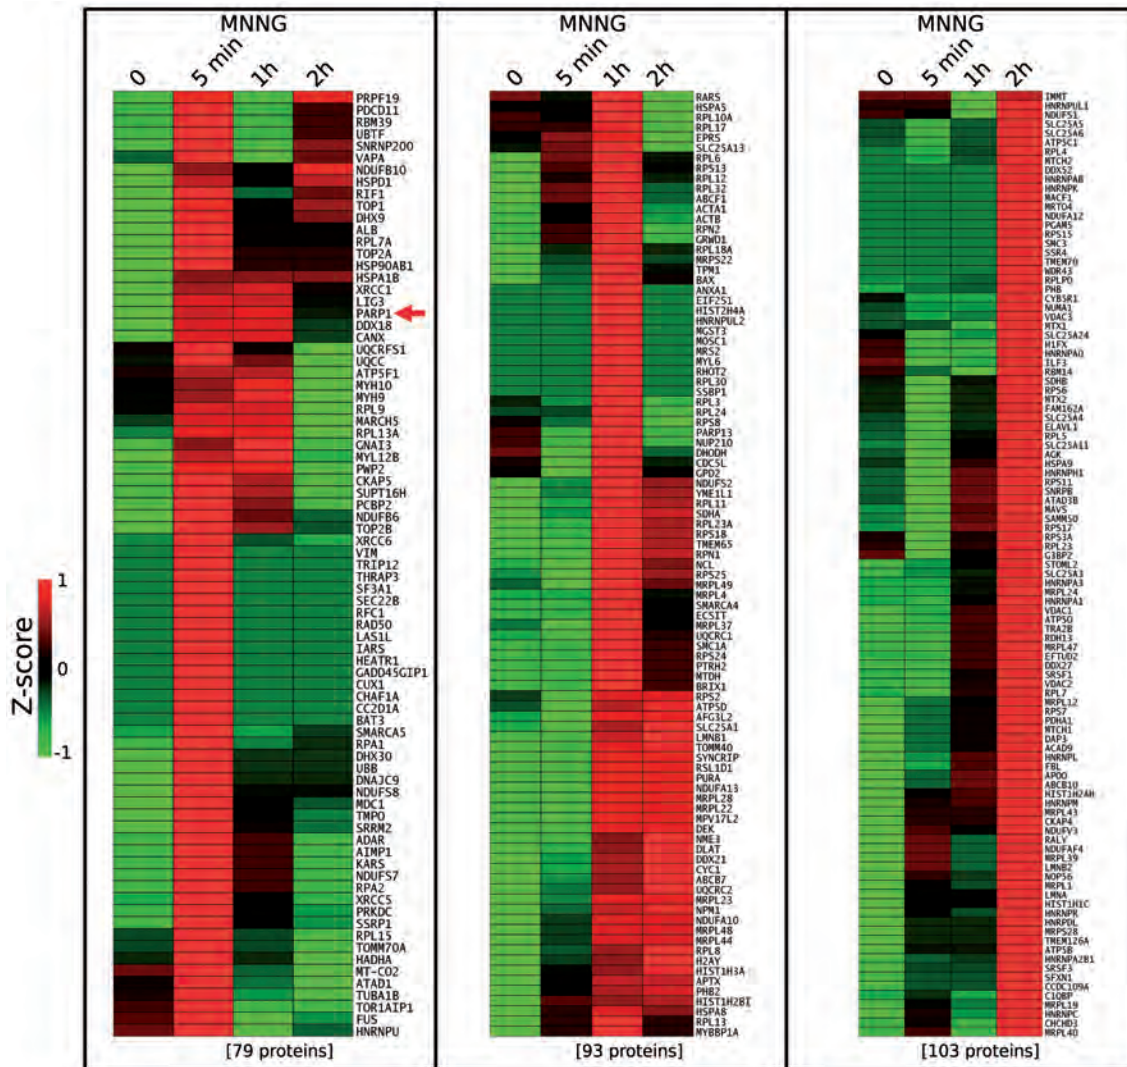 MNNG
0 5 min 1h 2h
PRPF19
PDCD11
RBM39
UBTF
SNRNP200
VAPA
NDUFB10
HSPD1
RIF1
TOP1
DHX9
ALB
RPL7A
TOP2A
HSP90AB1
HSPA1B
XRCC1
LIG3
PARP1
DDX18
CANX
UQCRFS1
UQCC
ATP5F1
MYH10
MYH9
RPL9
MARCH5
RPL13A
GNAI3
MYL12B
PWP2
CKAP5
SUPT16H
PCBP2
NDUFB6
TOP2B
XRCC6
VIM
TRIP12
THRAP3
SF3A1
SEC22B
RFC1
RAD50
LAS1L
IARS
HEATR1
GADD45GIP1
CUX1
CHAF1A
CC2D1A
BAT3
SMARCA5
RPA1
DHX30
UBB
DNAJC9
NDUFS8
MDC1
TMPO
SRRM2
ADAR
AIMP1
KARS
NDUFS7
RPA2
XRCC5
PRKDC
SSRP1
RPL15
TOMM70A
HADHA
MT-CO2
ATAD1
TUBA1B
TOR1AIP1
FUS
HNRNPU
[79 proteins]
Z-score
1
0
-1
MNNG
0 5 min 1h 2h
RARS
HSPA5
RPL10A
RPL17
EPRS
SLC25A13
RPL6
RPS13
RPL12
RPL32
ABCF1
ACTA1
ACTB
RPN2
GRWD1
RPL18A
MRPS22
TPM1
BAX
ANXA1
EIF2S1
HIST2H4A
HNRNPUL2
MGST3
MOSC1
MRS2
MYL6
RHOT2
RPL30
SSBP1
RPL3
RPL24
RPS8
PARP13
NUP210
DHODH
CDC5L
GPD2
NDUFS2
YME1L1
RPL11
SDHA
RPL23A
RPS18
TMEM65
RPN1
NCL
RPS25
MRPL49
MRPL4
SMARCA4
ECSIT
MRPL37
UQCRC1
SMC1A
RPS24
PTRH2
MTDH
BRIX1
RPS2
ATP5D
AFG3L2
SLC25A1
LMNB1
TOMM40
SYNCRIP
RSL1D1
PURA
NDUFA13
MRPL28
MRPL22
MPV17L2
DEK
NME3
DLAT
DDX21
CYC1
ABCB7
UQCRC2
MRPL23
NPM1
NDUFA10
MRPL48
MRPL44
RPL8
H2AY
HIST1H3A
APTX
PHB2
HIST1H2BI
HSPA8
RPL13
MYBBP1A
[93 proteins]
MNNG
0 5 min 1h 2h
IMMT
HNRNPUL1
NDUFS1
SLC25A5
SLC25A6
ATP5C1
RPL4
MTCH2
DDX52
HNRNPAB
HNRNPK
MACF1
MRTO4
NDUFA12
PGAM5
RPS15
SMC3
SSR4
TMEM70
WDR43
RPLP0
PHB
CYB5R1
NUMA1
VDAC3
MTX1
SLC25A24
H1FX
HNRNPA0
ILF3
RBM14
SDHB
RPS6
MTX2
FAM162A
SLC25A4
ELAVL1
RPL5
SLC25A11
AGK
HSPA9
HNRNPH1
RPS11
SNRPB
ATAD3B
MAVS
SAMM50
RPS17
RPS3A
RPL23
G3BP2
STOML2
SLC25A3
HNRNPA3
MRPL24
HNRNPA1
VDAC1
ATP5O
TRA2B
RDH13
MRPL47
EFTUD2
DDX27
SRSF1
VDAC2
RPL7
MRPL12
RPS7
PDHA1
MTCH1
DAP3
ACAD9
HNRNPL
FBL
APOO
ABCB10
HIST1H2AH
HNRNPM
MRPL43
CKAP4
NDUFV3
RALY
NDUFAF4
MRPL39
LMNB2
NOP56
MRPL1
LMNA
HIST1H1C
HNRNPR
HNRPDL
MRPS28
TMEM126A
ATP5B
HNRNPA2B1
SRSF3
SFXN1
CCDC109A
C1QBP
MRPL19
HNRNPC
CHCHD3
MRPL40
[103 proteins]